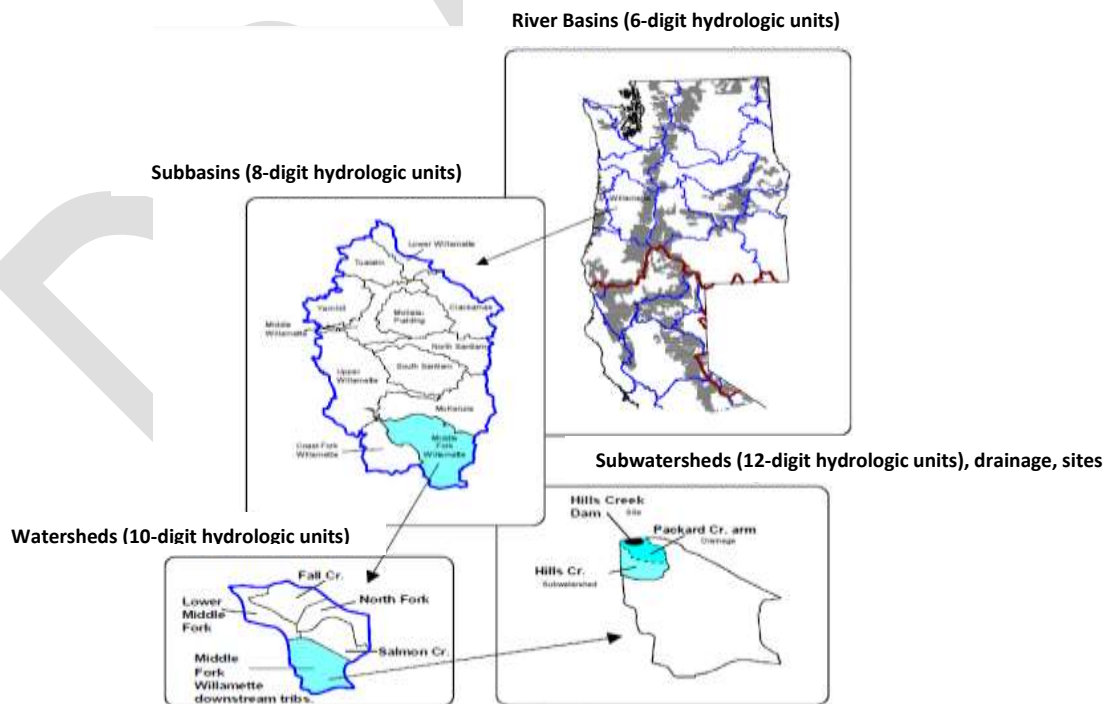 River Basins (6-digit hydrologic units)
Willamette
Subbasins (8-digit hydrologic units)
Lower Willamette
Tualatin
Yamhill
Molalla
Pudding
Clackamas
Middle
Willamette
North Santiam
South Santiam
Upper
Willamette
McKenzie
Coast Fork
Willamette
Middle
Fork
Willamette
Watersheds (10-digit hydrologic units)
Fall Cr.
North Fork
Lower
Middle
Fork
Salmon Cr.
Middle
Fork
Willamette
downstream tribs.
Subwatersheds (12-digit hydrologic units), drainage, sites
Hills Creek
Dam
Site
Packard Cr. arm
Drainage
Hills Cr.
Subwatershed